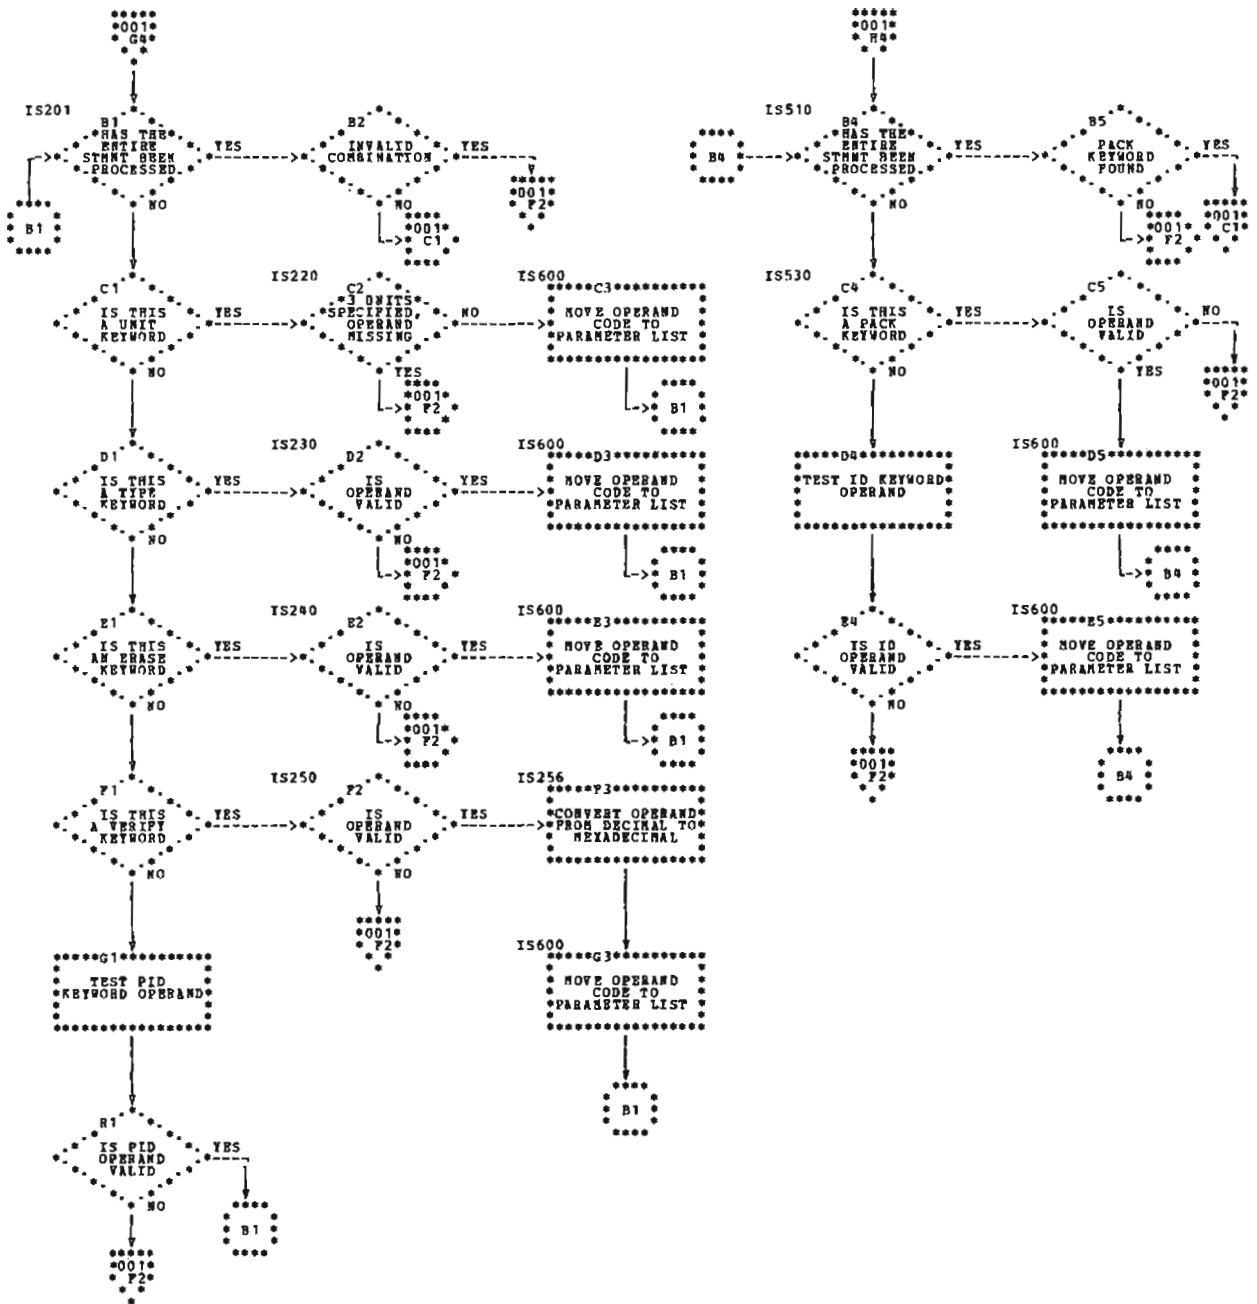 001
G4
001
H4
IS201
B1
HAS THE
ENTIRE
STMNT BEEN
PROCESSED
YES
NO
B1
B2
INVALID
COMBINATION
YES
001
F2
NO
001
C1
IS510
B4
B4
HAS THE
ENTIRE
STMNT BEEN
PROCESSED
YES
NO
B5
PACK
KEYWORD
FOUND
YES
001
C1
NO
001
F2
C1
IS THIS
A UNIT
KEYWORD
YES
NO
IS220
C2
3 UNITS
SPECIFIED,
OPERAND
MISSING
NO
YES
001
F2
IS600
C3
MOVE OPERAND
CODE TO
PARAMETER LIST
B1
IS530
C4
IS THIS
A PACK
KEYWORD
YES
NO
C5
IS
OPERAND
VALID
NO
001
F2
YES
D1
IS THIS
A TYPE
KEYWORD
YES
NO
IS230
D2
IS
OPERAND
VALID
YES
NO
001
F2
IS600
D3
MOVE OPERAND
CODE TO
PARAMETER LIST
B1
D4
TEST ID KEYWORD
OPERAND
IS600
D5
MOVE OPERAND
CODE TO
PARAMETER LIST
B4
E1
IS THIS
AN ERASE
KEYWORD
YES
NO
IS240
E2
IS
OPERAND
VALID
YES
NO
001
F2
IS600
E3
MOVE OPERAND
CODE TO
PARAMETER LIST
B1
E4
IS ID
OPERAND
VALID
YES
NO
001
F2
IS600
E5
MOVE OPERAND
CODE TO
PARAMETER LIST
B4
F1
IS THIS
A VERIFY
KEYWORD
YES
NO
IS250
F2
IS
OPERAND
VALID
YES
NO
001
F2
IS256
F3
CONVERT OPERAND
FROM DECIMAL TO
HEXADECIMAL
G1
TEST PID
KEYWORD OPERAND
IS600
G3
MOVE OPERAND
CODE TO
PARAMETER LIST
B1
H1
IS PID
OPERAND
VALID
YES
B1
NO
001
F2